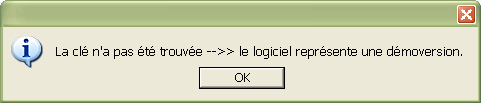 La clé n'a pas été trouvée -->> le logiciel représente une démoversion.
OK